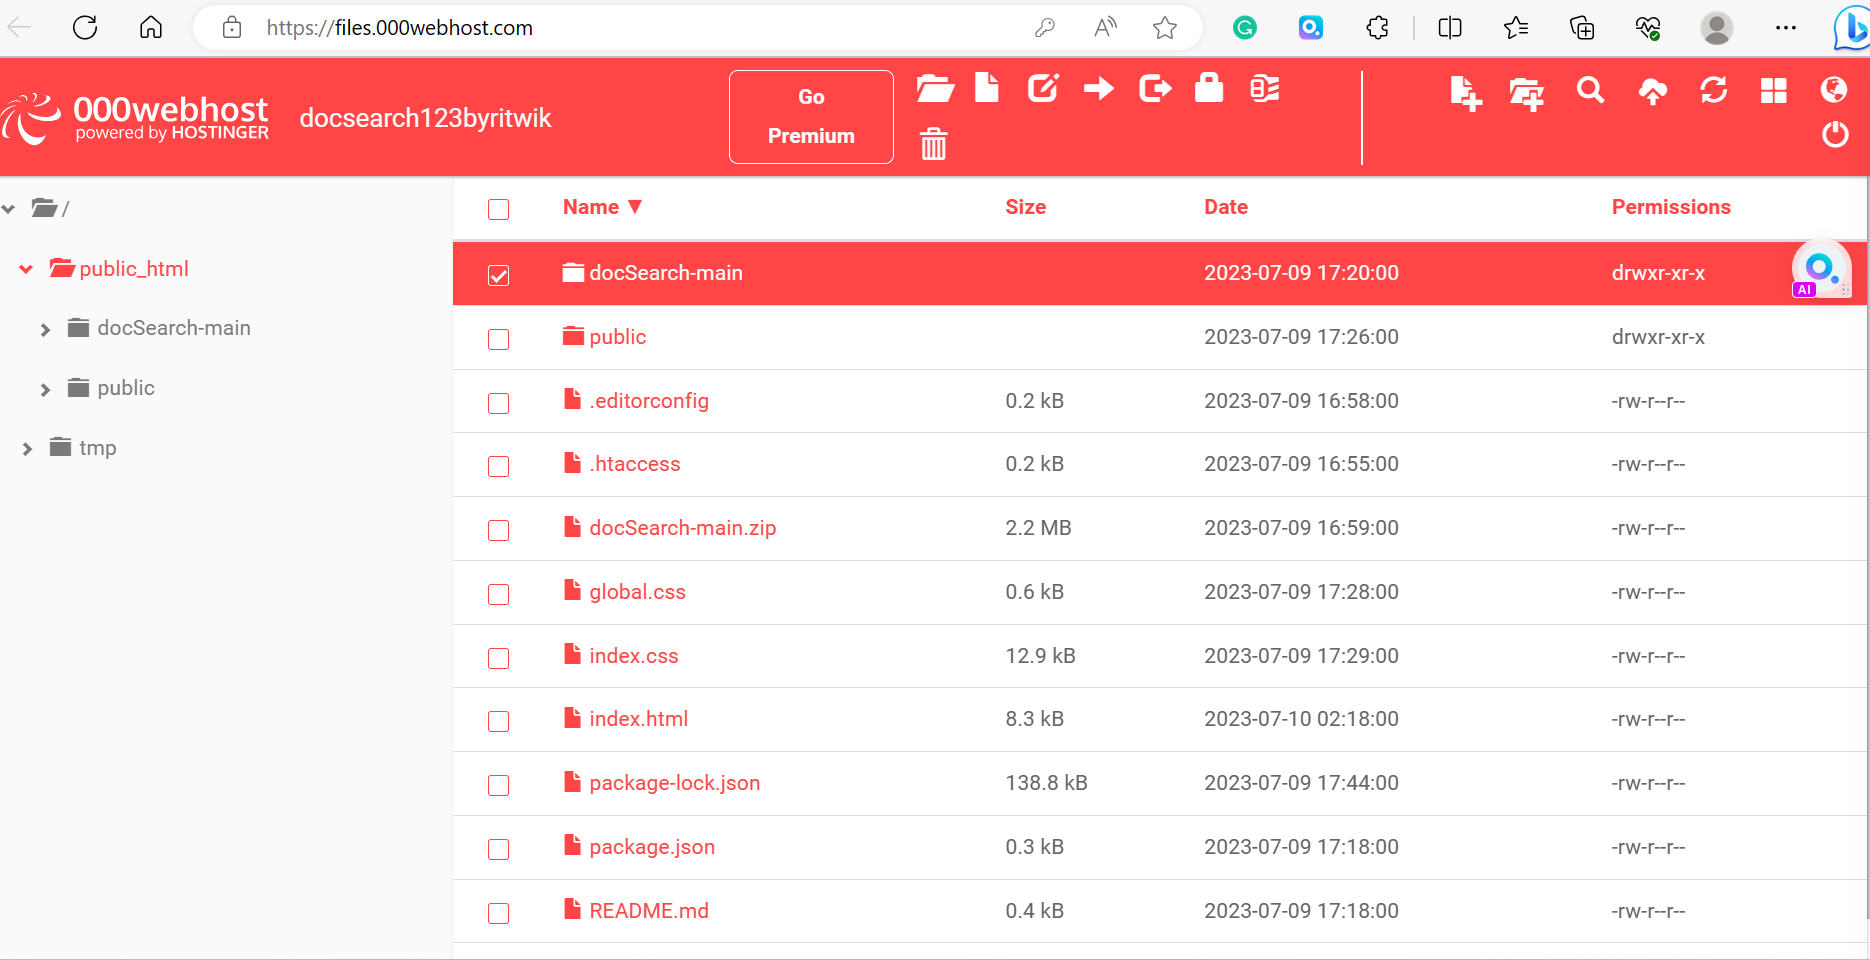 https://files.000webhost.com
000webhost
powered by HOSTINGER
docsearch123byritwik
Go
Premium
/
public_html
docSearch-main
public
tmp
Name ▼ Size Date Permissions
docSearch-main 2023-07-09 17:20:00 drwxr-xr-x
AI
public 2023-07-09 17:26:00 drwxr-xr-x
.editorconfig 0.2 kB 2023-07-09 16:58:00 -rw-r--r--
.htaccess 0.2 kB 2023-07-09 16:55:00 -rw-r--r--
docSearch-main.zip 2.2 MB 2023-07-09 16:59:00 -rw-r--r--
global.css 0.6 kB 2023-07-09 17:28:00 -rw-r--r--
index.css 12.9 kB 2023-07-09 17:29:00 -rw-r--r--
index.html 8.3 kB 2023-07-10 02:18:00 -rw-r--r--
package-lock.json 138.8 kB 2023-07-09 17:44:00 -rw-r--r--
package.json 0.3 kB 2023-07-09 17:18:00 -rw-r--r--
README.md 0.4 kB 2023-07-09 17:18:00 -rw-r--r--